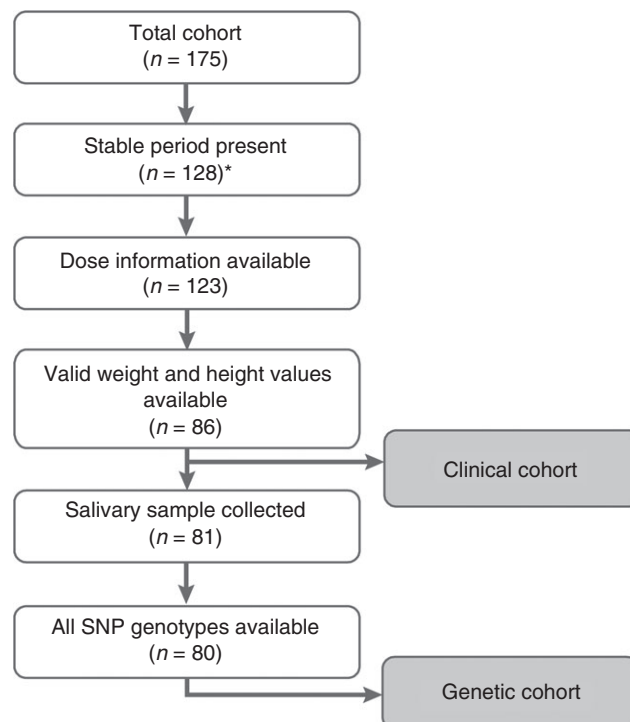 Total cohort
(n = 175)
Stable period present
(n = 128)*
Dose information available
(n = 123)
Valid weight and height values
available
(n = 86)
Clinical cohort
Salivary sample collected
(n = 81)
All SNP genotypes available
(n = 80)
Genetic cohort